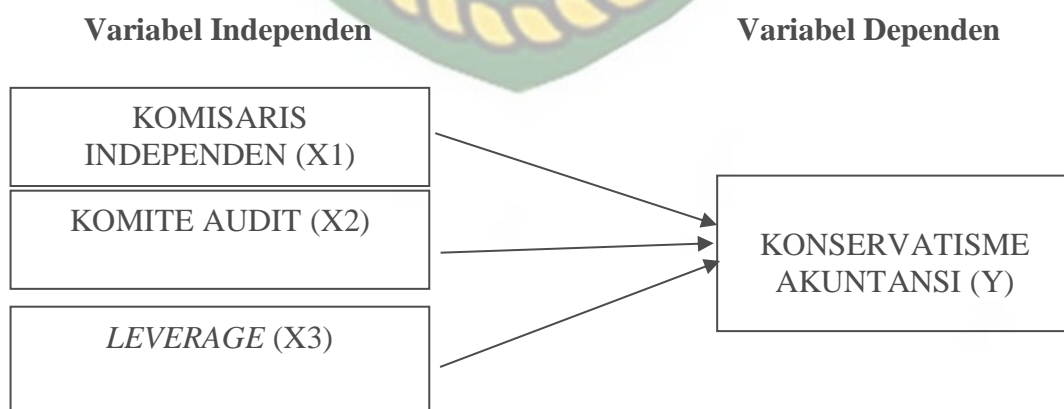 Variabel Independen Variabel Dependen
KOMISARIS
INDEPENDEN (X1)
KOMITE AUDIT (X2)
LEVERAGE (X3)
KONSERVATISME
AKUNTANSI (Y)